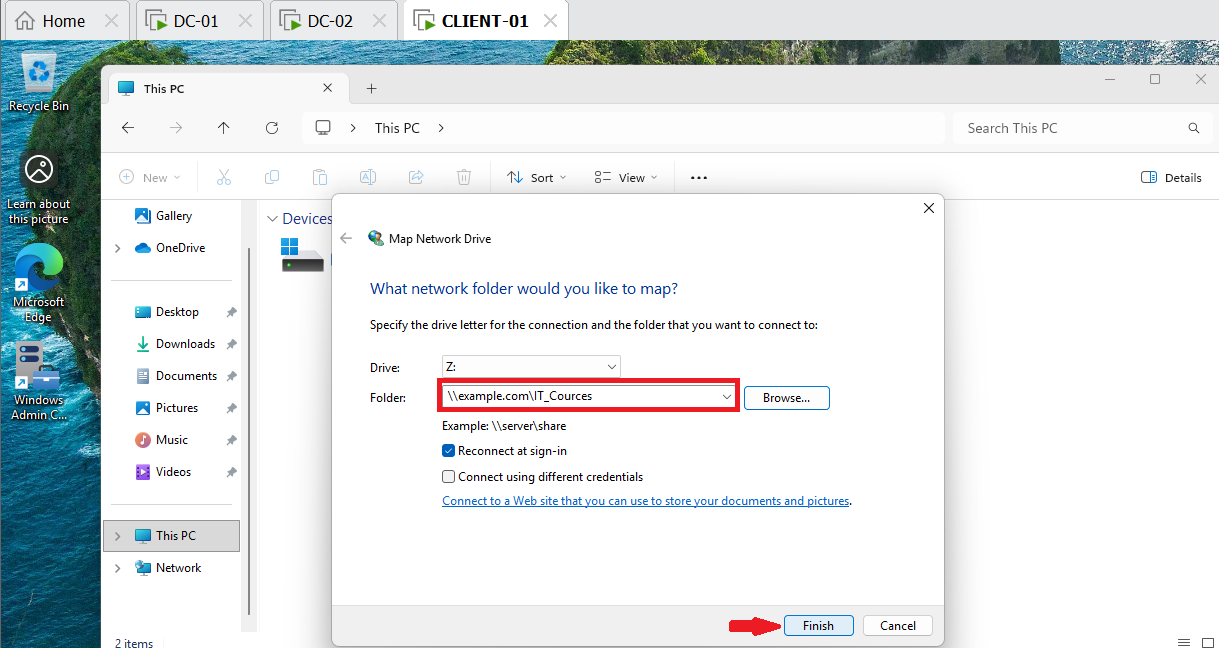 Home
DC-01
DC-02
CLIENT-01
Recycle Bin
Learn about
this picture
Microsoft
Edge
Windows
Admin C...
This PC
This PC
Search This PC
New
Sort
View
Details
Gallery
OneDrive
Desktop
Downloads
Documents
Pictures
Music
Videos
This PC
Network
2 items
Devices
Map Network Drive
What network folder would you like to map?
Specify the drive letter for the connection and the folder that you want to connect to:
Drive: Z:
Folder: \\example.com\IT_Cources Browse...
Example: \\server\share
Reconnect at sign-in
Connect using different credentials
Connect to a Web site that you can use to store your documents and pictures.
Finish Cancel